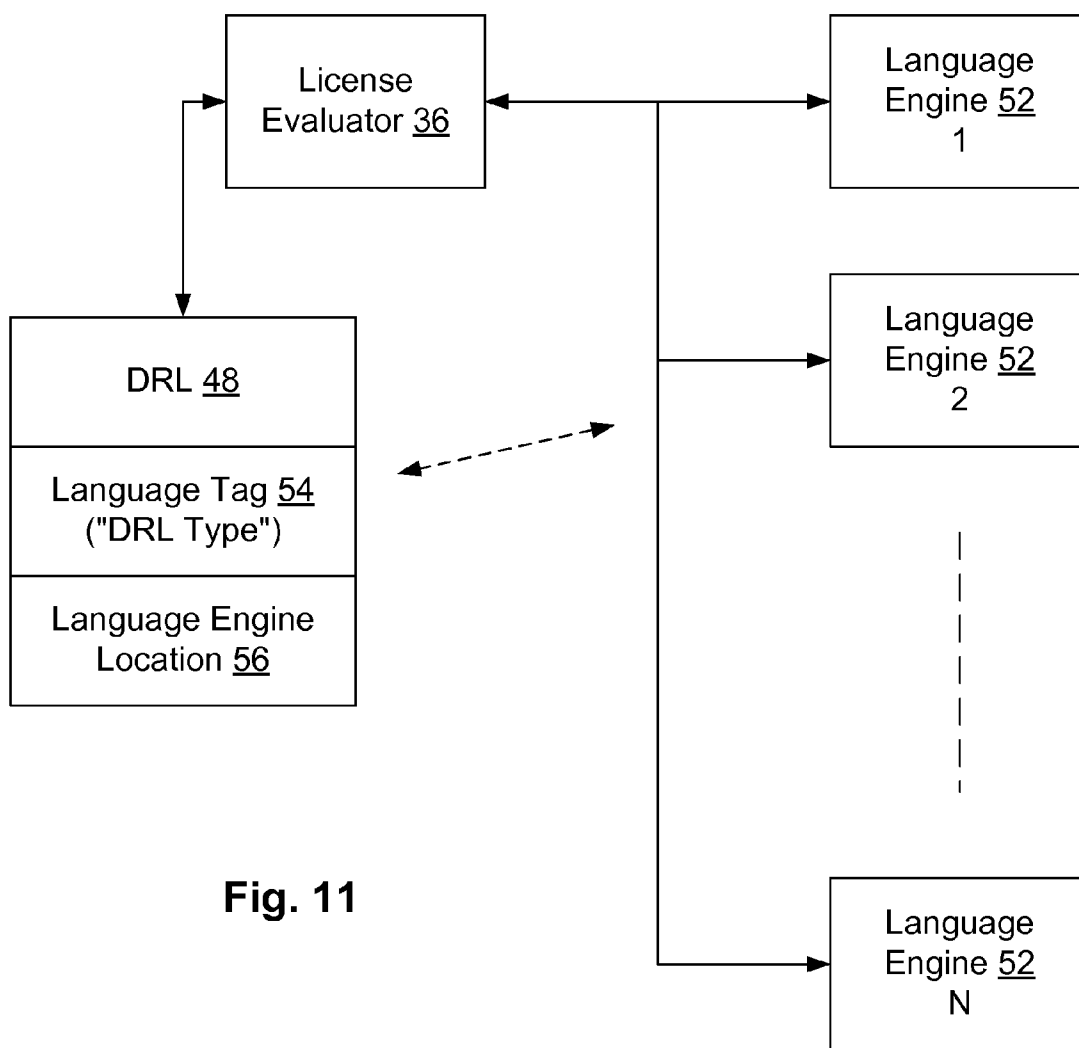 License
Evaluator 36
Language
Engine 52
1
Language
Engine 52
2
DRL 48
Language Tag 54
("DRL Type")
Language Engine
Location 56
Fig. 11
Language
Engine 52
N